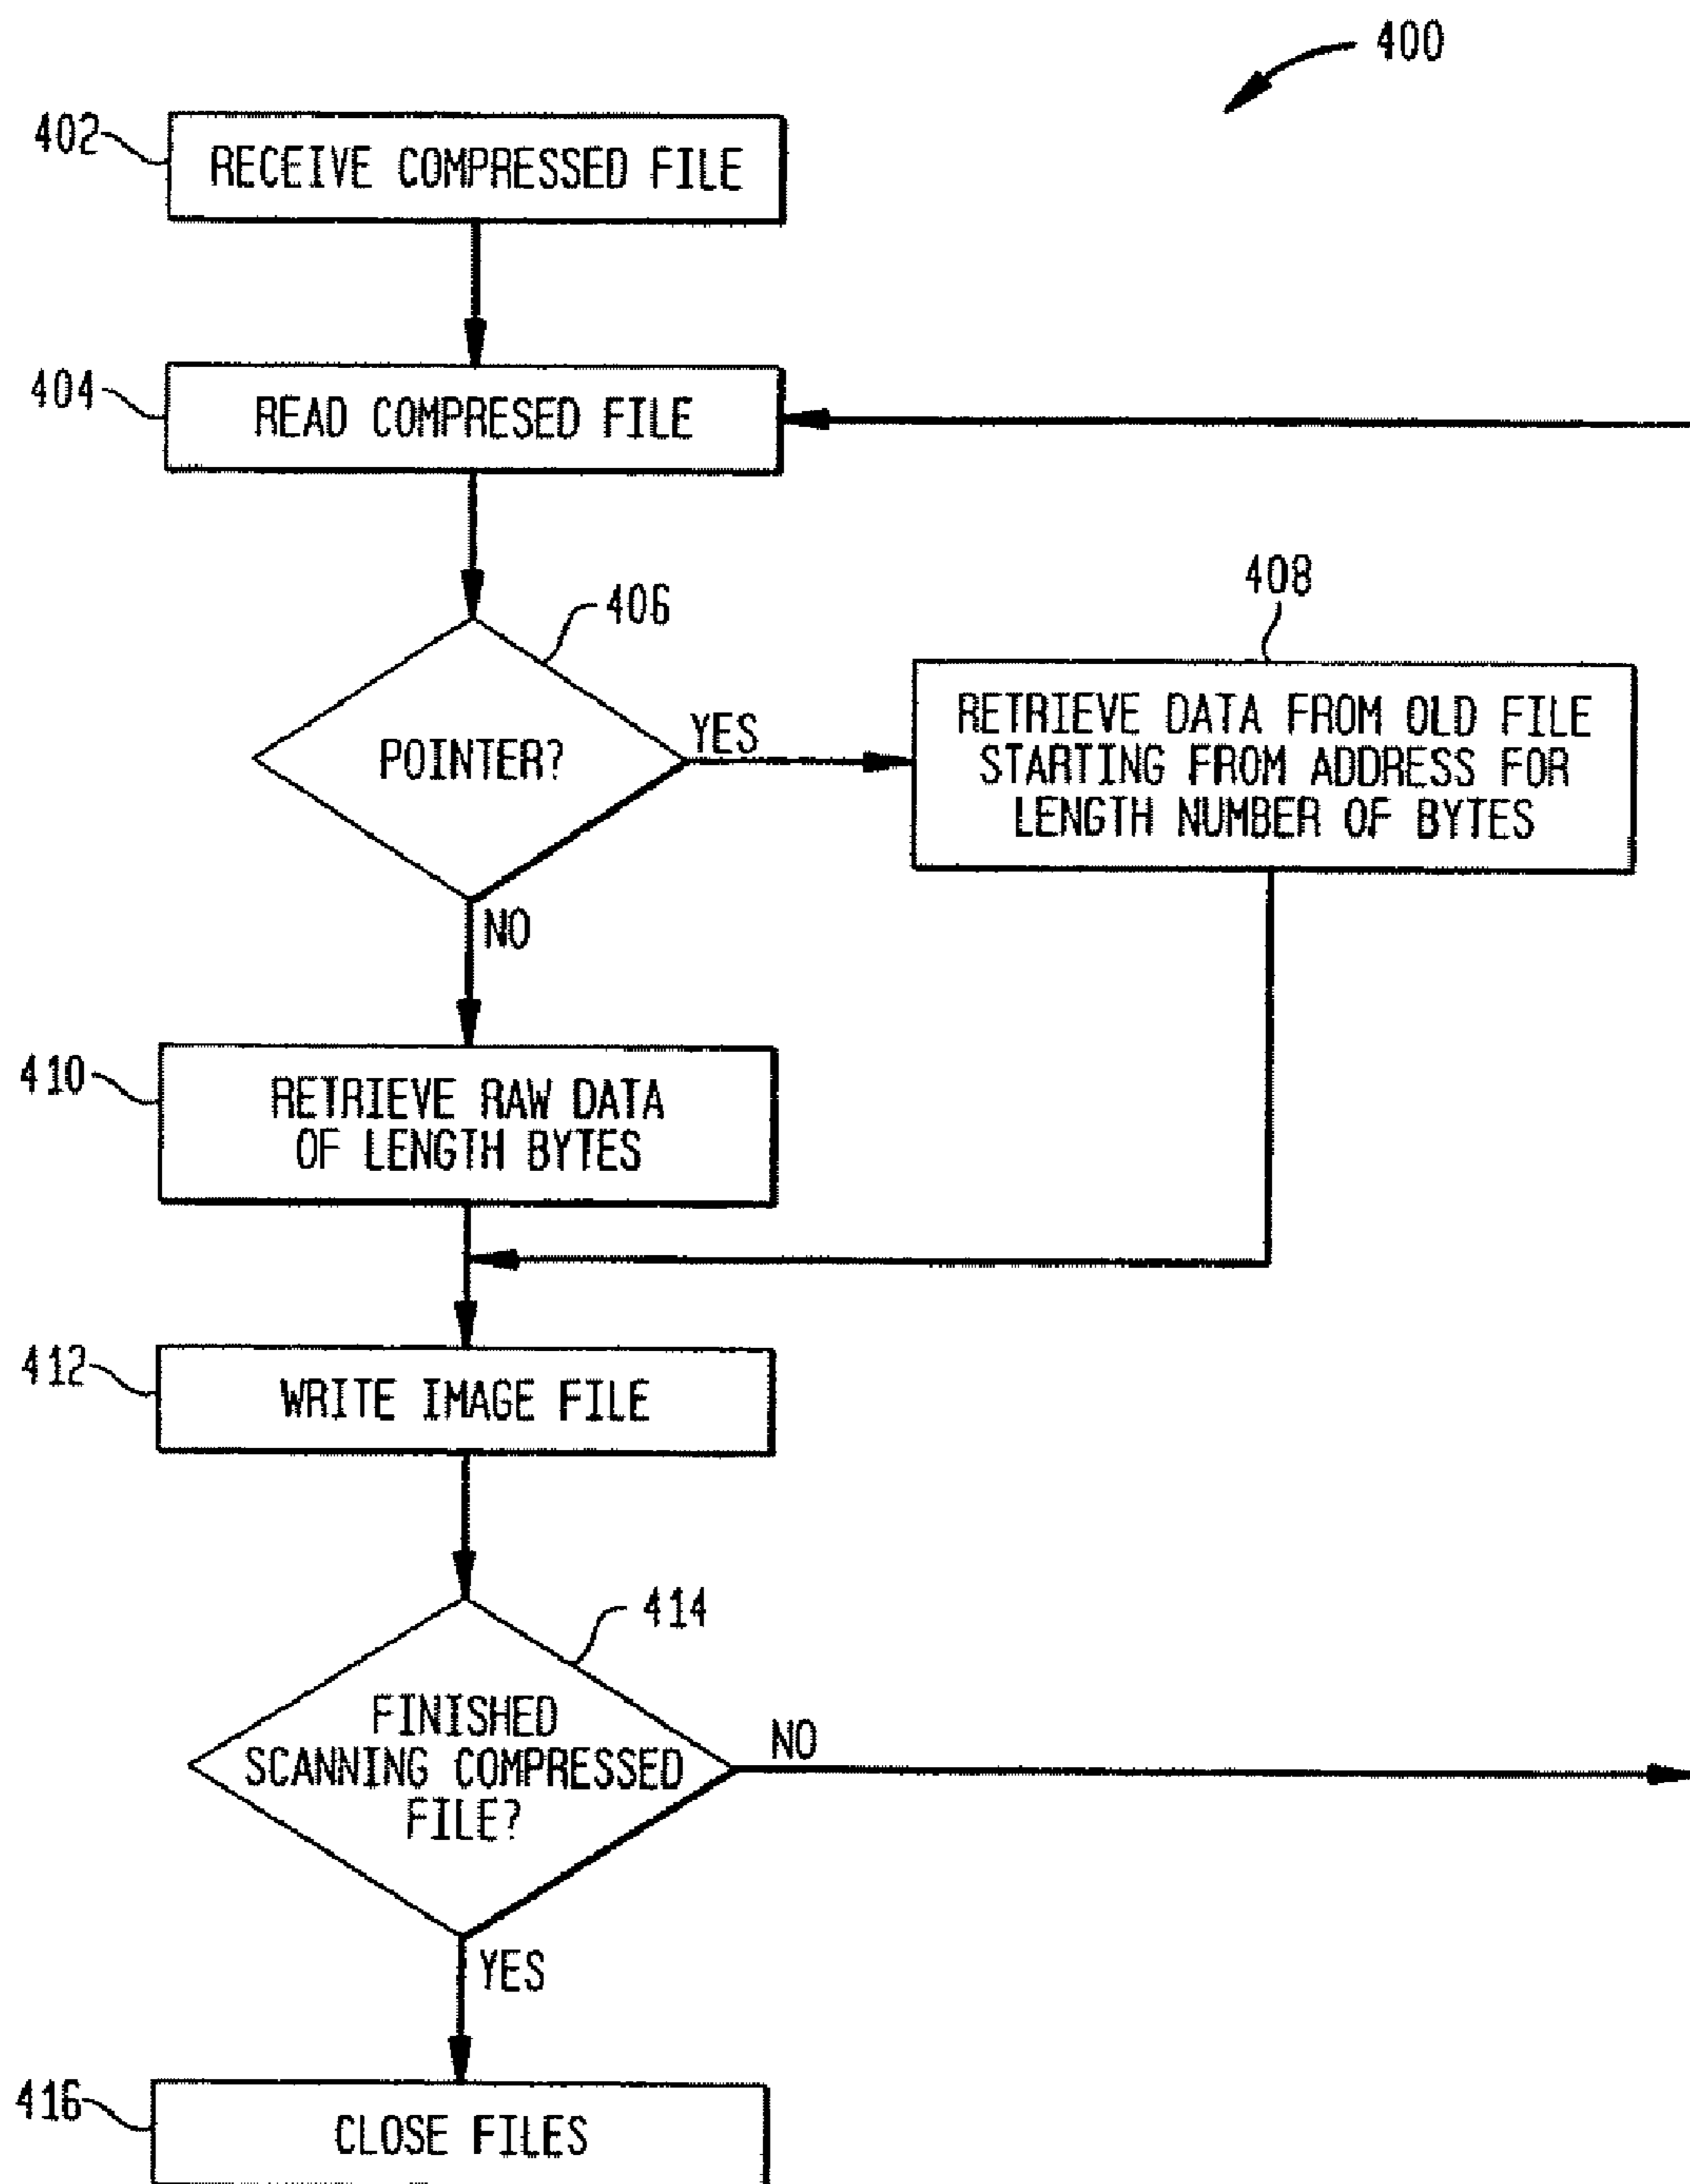 400
402
RECEIVE COMPRESSED FILE
404
READ COMPRESED FILE
406
POINTER?
YES
NO
408
RETRIEVE DATA FROM OLD FILE
STARTING FROM ADDRESS FOR
LENGTH NUMBER OF BYTES
410
RETRIEVE RAW DATA
OF LENGTH BYTES
412
WRITE IMAGE FILE
414
FINISHED
SCANNING COMPRESSED
FILE?
NO
YES
416
CLOSE FILES